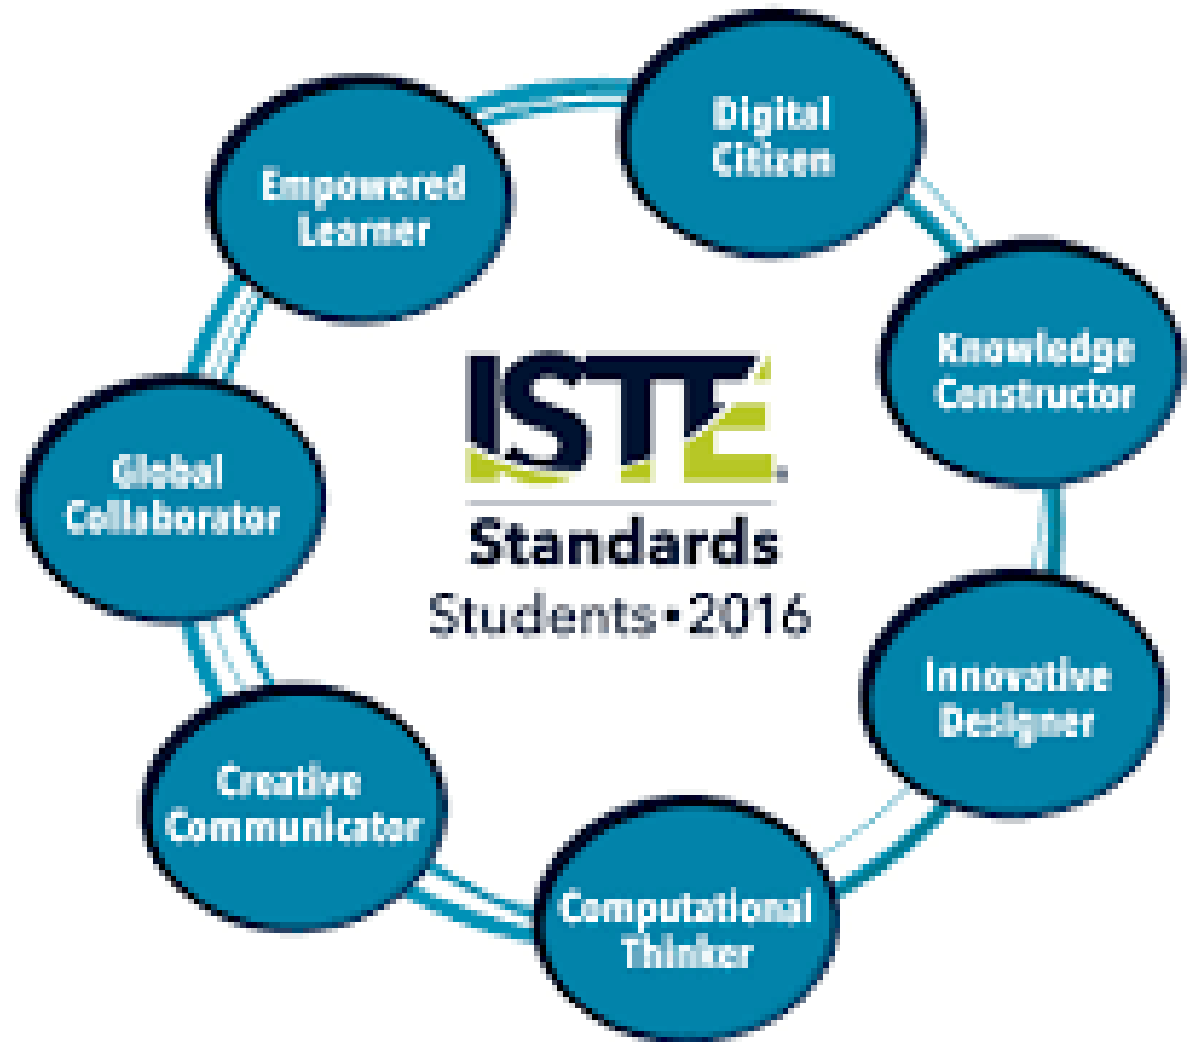 Digital
Citizen
Empowered
Learner
Knowledge
Constructor
ISTE
Global
Collaborator
Standards
Students • 2016
Innovative
Designer
Creative
Communicator
Computational
Thinker